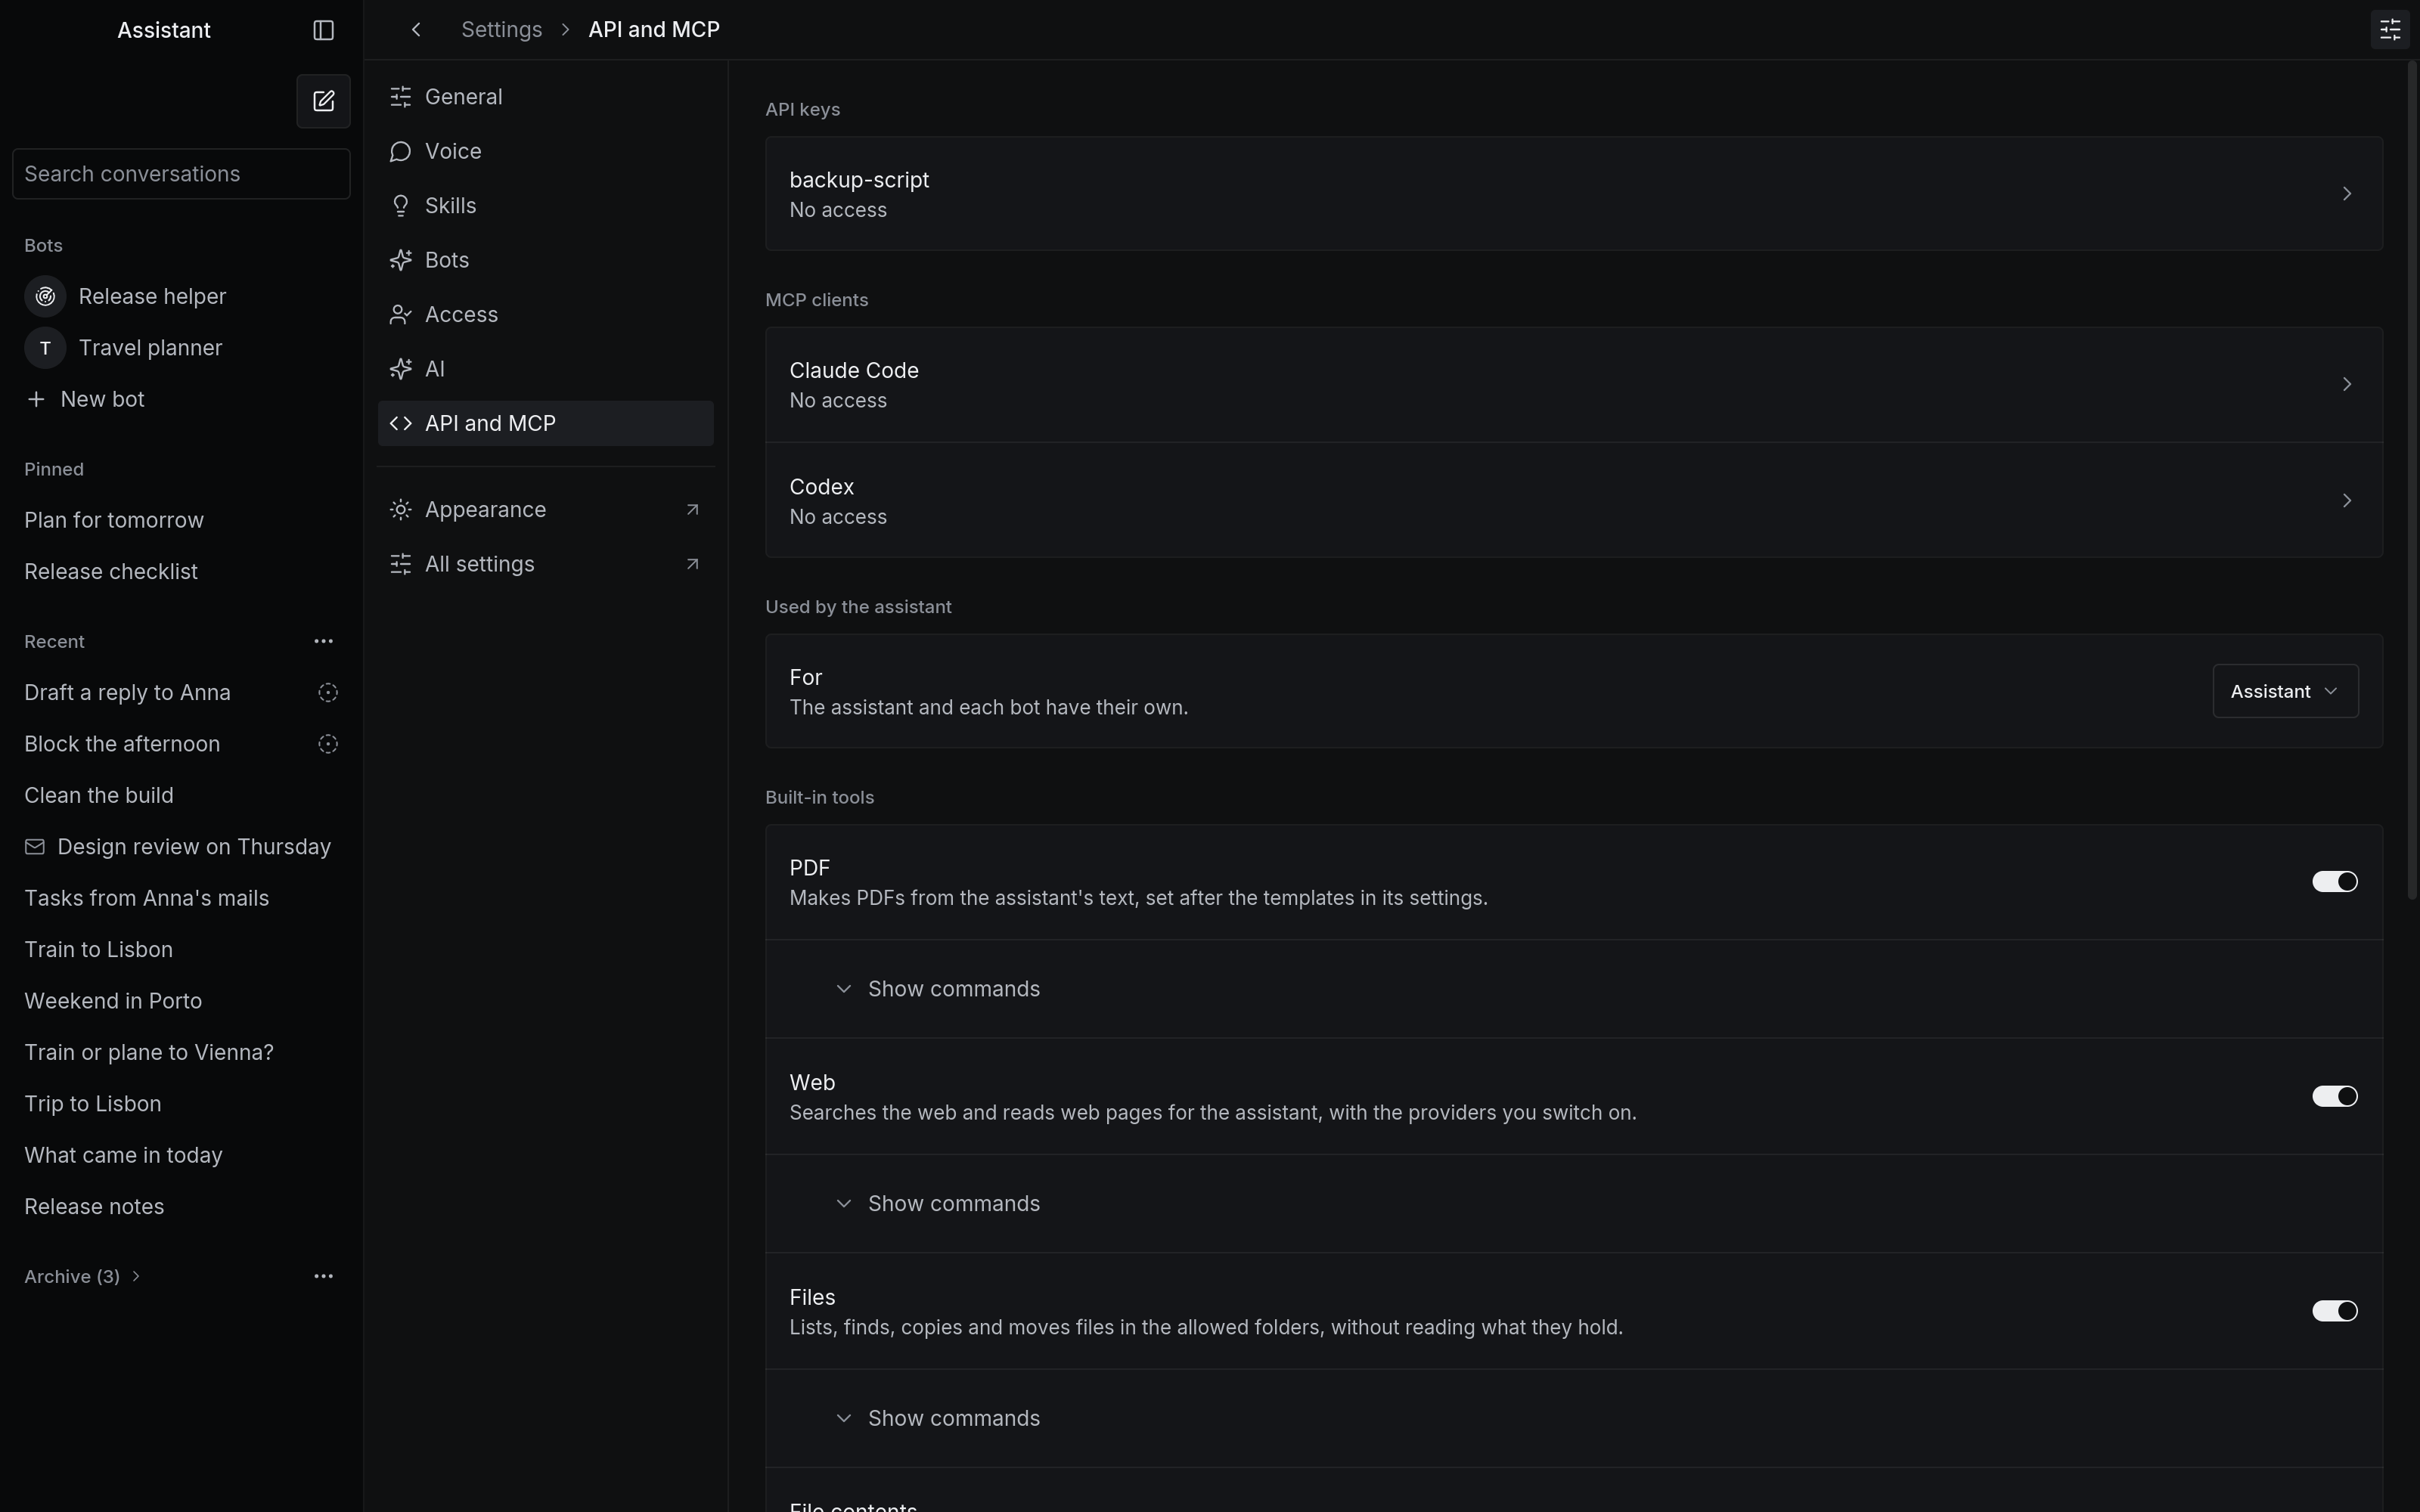 Assistant
Search conversations
Bots
Release helper
T
Travel planner
New bot
Pinned
Plan for tomorrow
Release checklist
Recent
Draft a reply to Anna
Block the afternoon
Clean the build
Design review on Thursday
Tasks from Anna's mails
Train to Lisbon
Weekend in Porto
Train or plane to Vienna?
Trip to Lisbon
What came in today
Release notes
Archive (3)
Settings
API and MCP
General
Voice
Skills
Bots
Access
AI
API and MCP
Appearance
All settings
API keys
backup-script
No access
MCP clients
Claude Code
No access
Codex
No access
Used by the assistant
For
The assistant and each bot have their own.
Assistant
Built-in tools
PDF
Makes PDFs from the assistant's text, set after the templates in its settings.
Show commands
Web
Searches the web and reads web pages for the assistant, with the providers you switch on.
Show commands
Files
Lists, finds, copies and moves files in the allowed folders, without reading what they hold.
Show commands
File contents